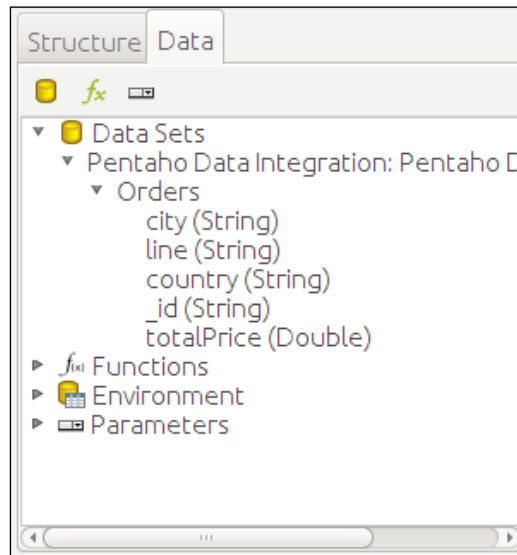 Structure Data
fx
Data Sets
Pentaho Data Integration: Pentaho D
Orders
city (String)
line (String)
country (String)
_id (String)
totalPrice (Double)
f(x) Functions
Environment
Parameters